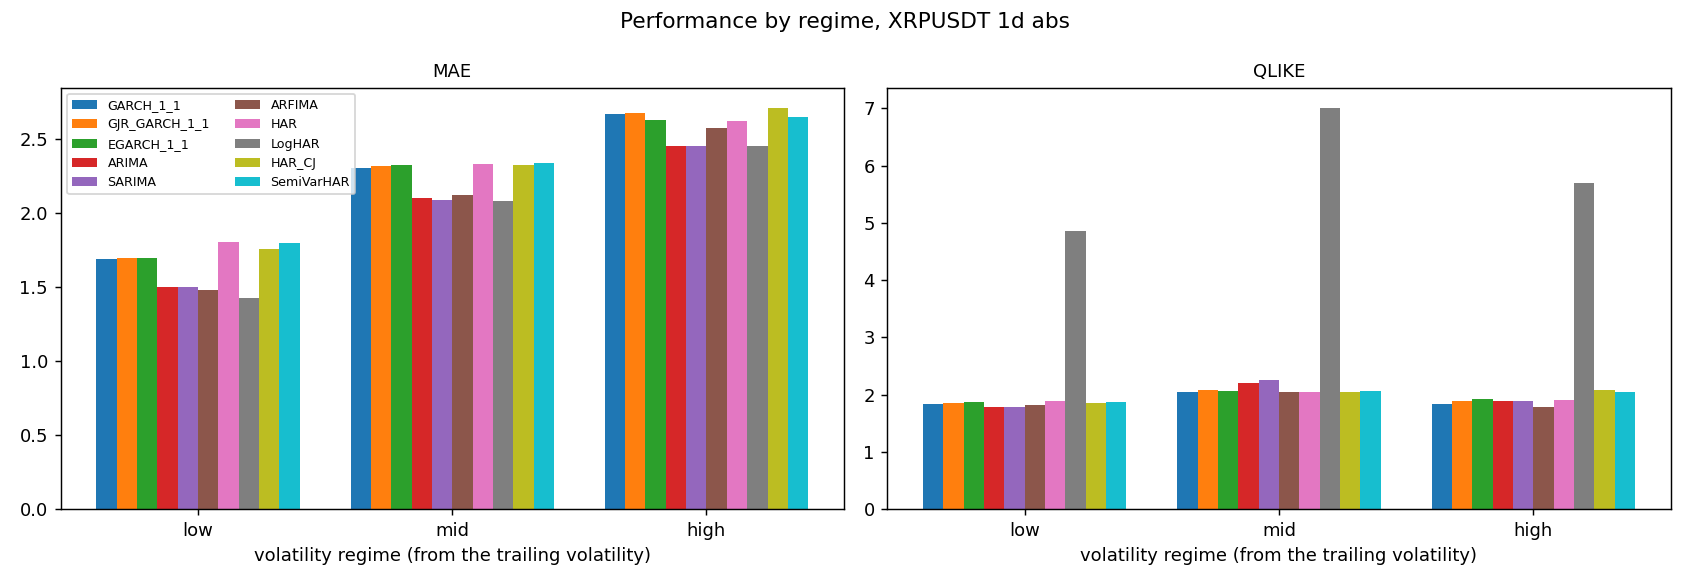 Performance by regime, XRPUSDT 1d abs
MAE
GARCH_1_1
GJR_GARCH_1_1
EGARCH_1_1
ARIMA
SARIMA
ARFIMA
HAR
LogHAR
HAR_CJ
SemiVarHAR
2.5
2.0
1.5
1.0
0.5
0.0
low mid high
volatility regime (from the trailing volatility)
QLIKE
7
6
5
4
3
2
1
0
low mid high
volatility regime (from the trailing volatility)